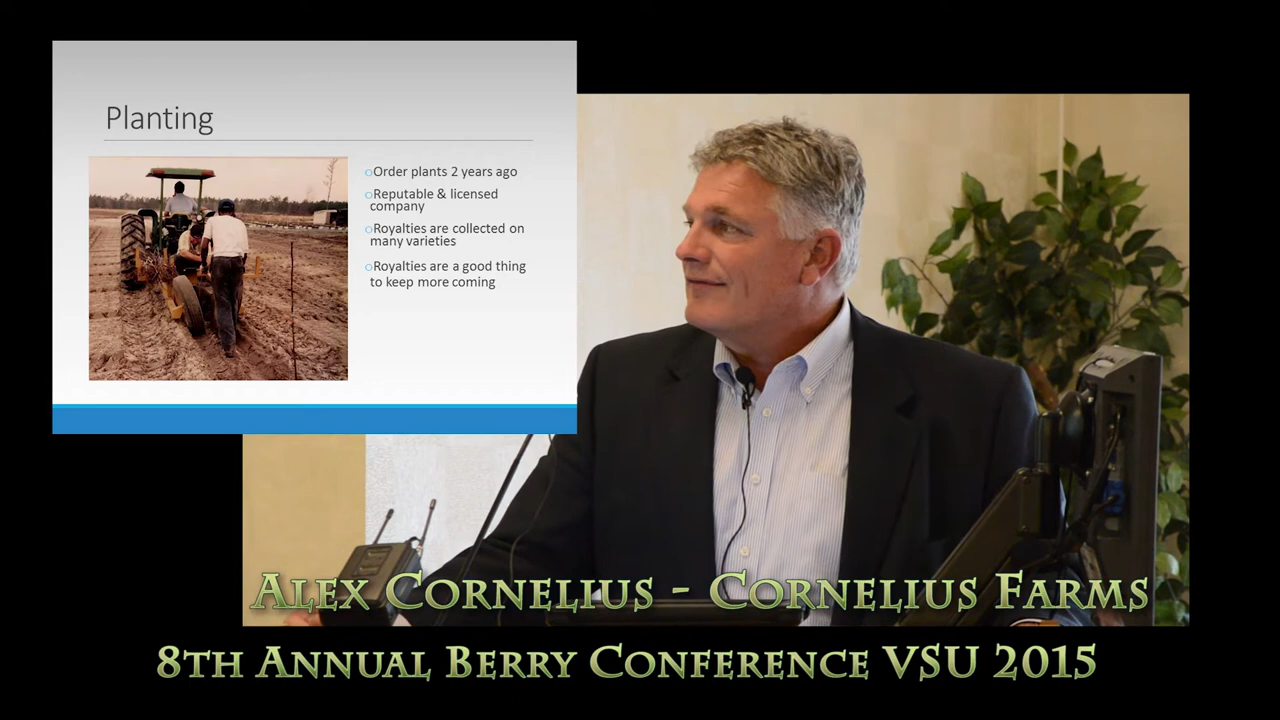 Planting
Order plants 2 years ago
Reputable & licensed
company
Royalties are collected on
many varieties
Royalties are a good thing
to keep more coming
Alex Cornelius - Cornelius Farms
8th Annual Berry Conference VSU 2015